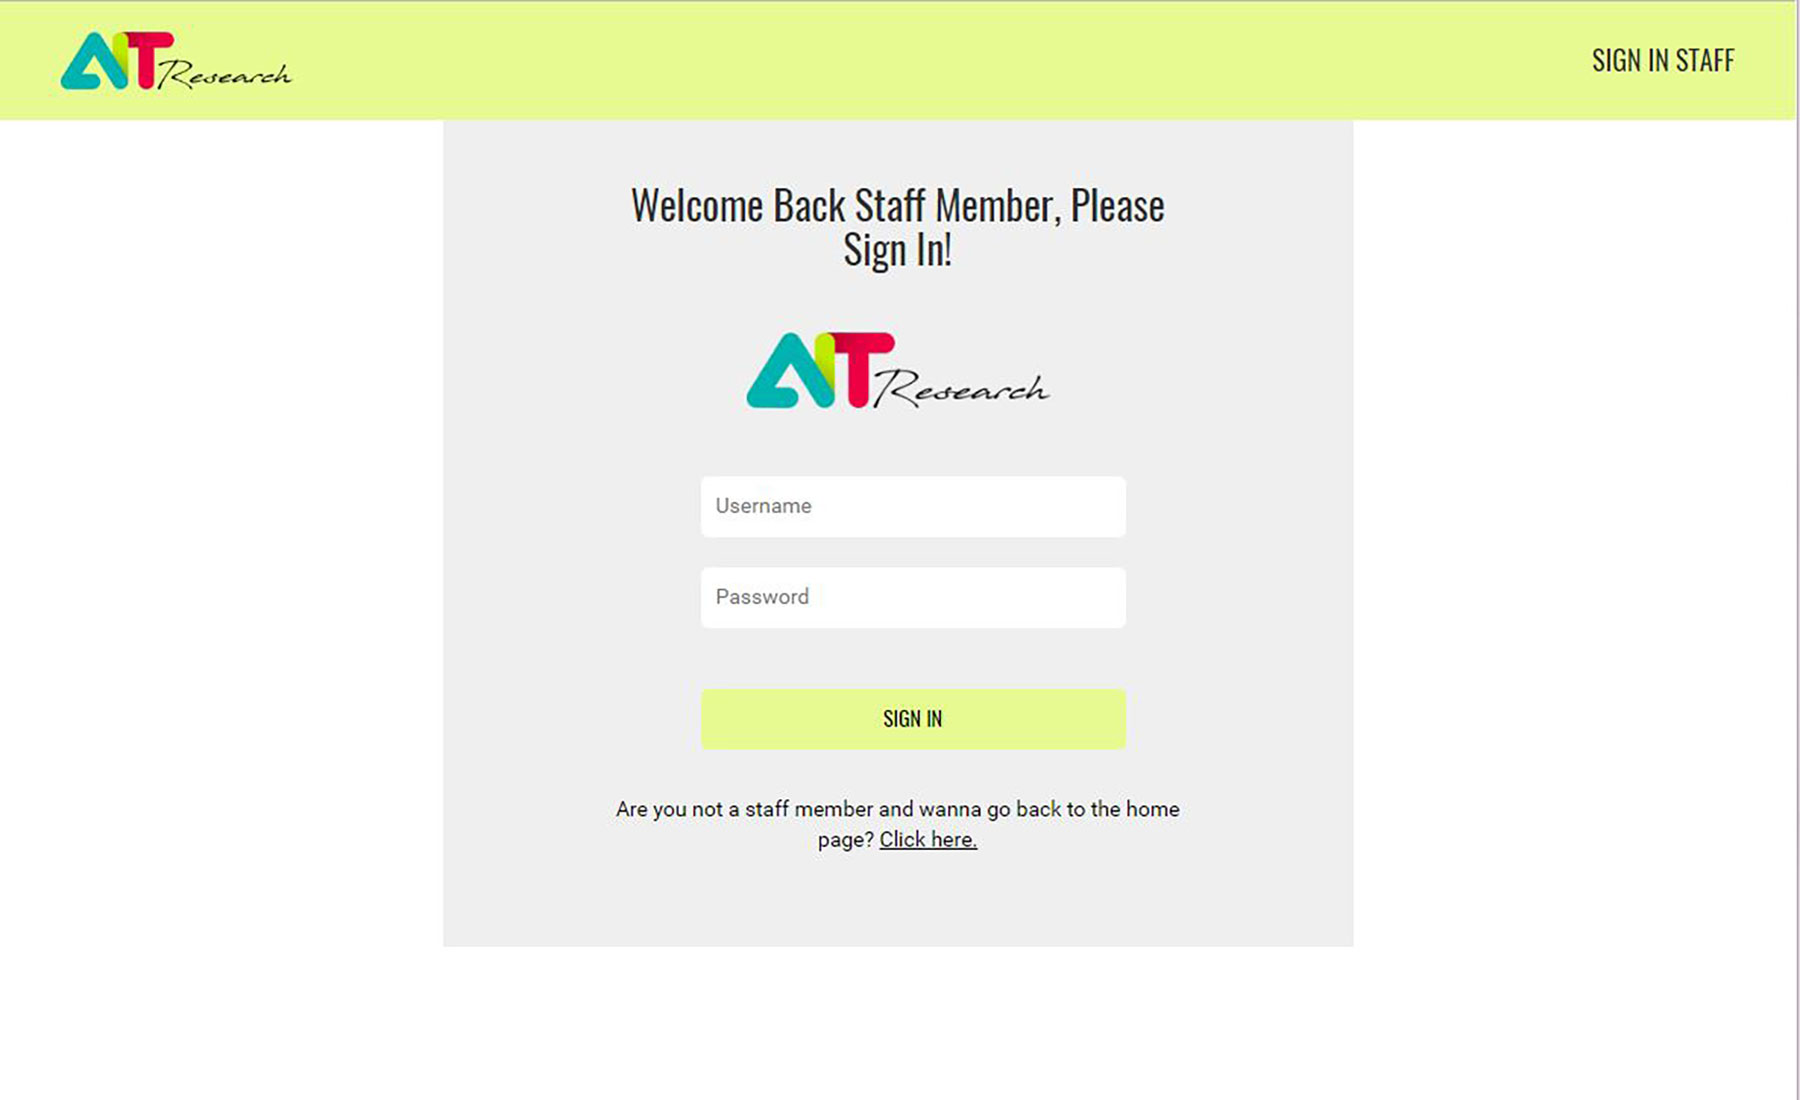 AIT Research
SIGN IN STAFF
Welcome Back Staff Member, Please
Sign In!
AIT Research
Username
Password
SIGN IN
Are you not a staff member and wanna go back to the home
page? Click here.